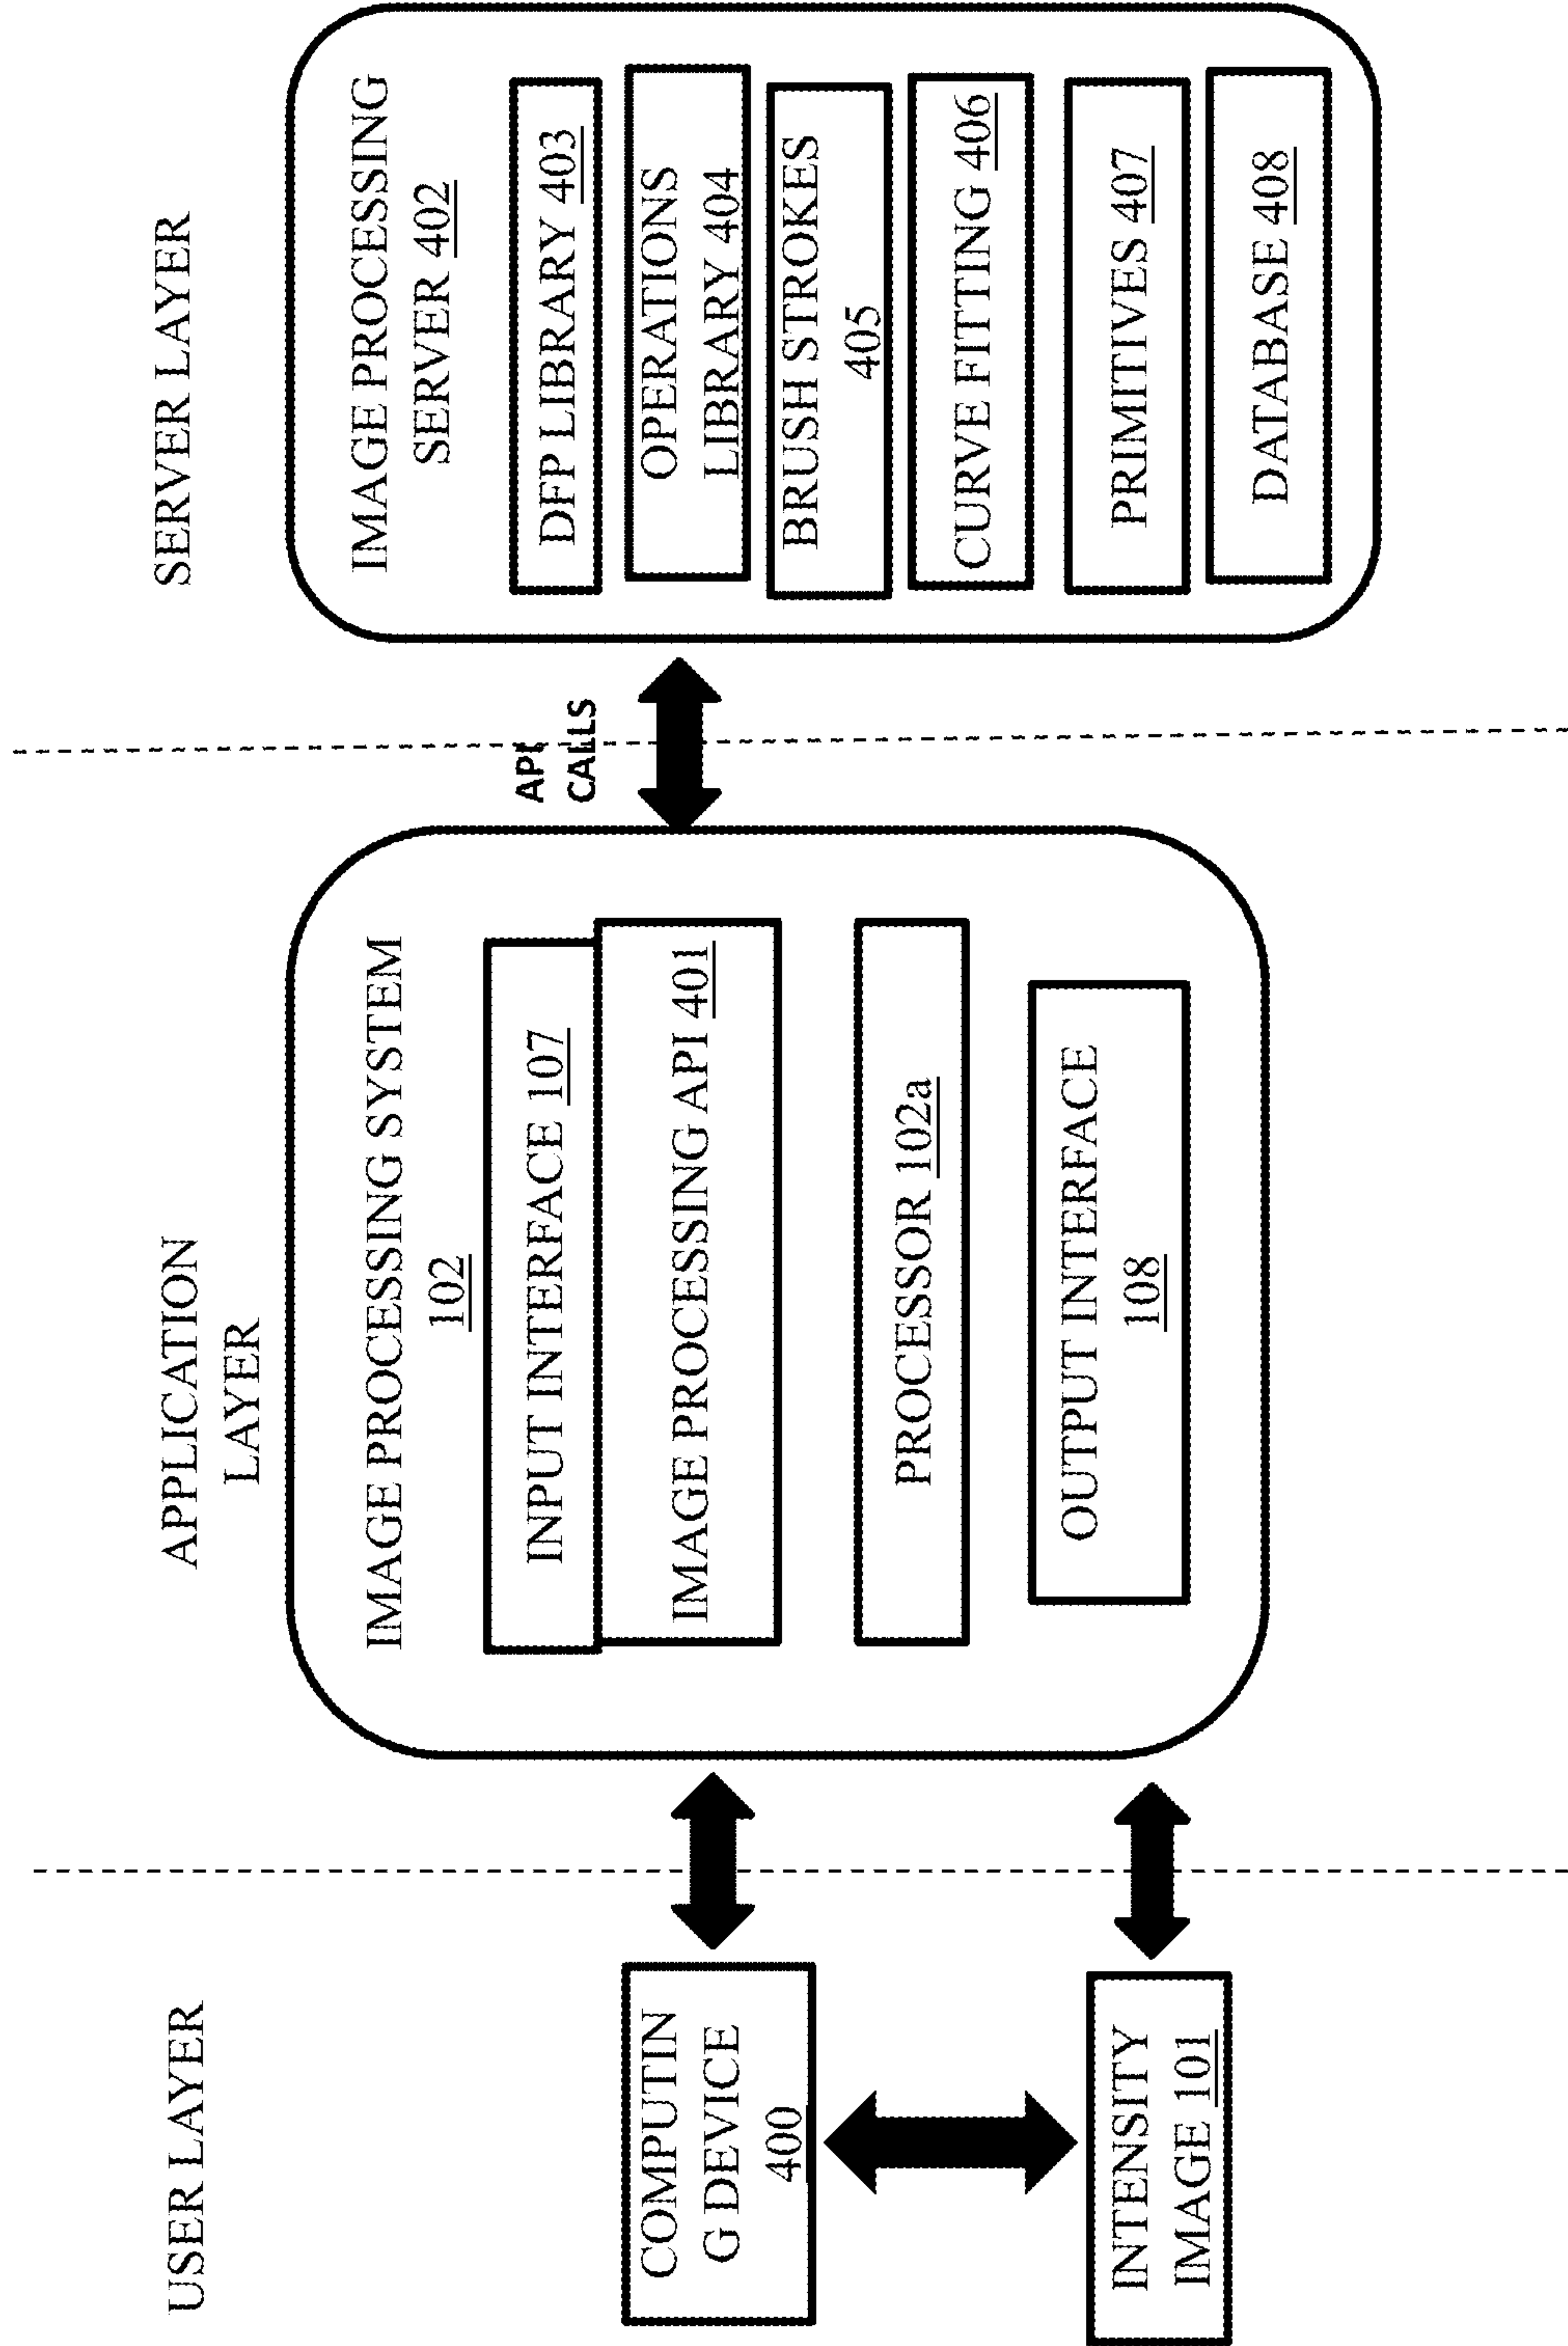 USER LAYER
COMPUTIN
G DEVICE
400
INTENSITY
IMAGE 101
APPLICATION
LAYER
IMAGE PROCESSING SYSTEM
102
INPUT INTERFACE 107
IMAGE PROCESSING API 401
PROCESSOR 102a
OUTPUT INTERFACE
108
API
CALLS
SERVER LAYER
IMAGE PROCESSING
SERVER 402
DFP LIBRARY 403
OPERATIONS
LIBRARY 404
BRUSH STROKES
405
CURVE FITTING 406
PRIMITIVES 407
DATABASE 408